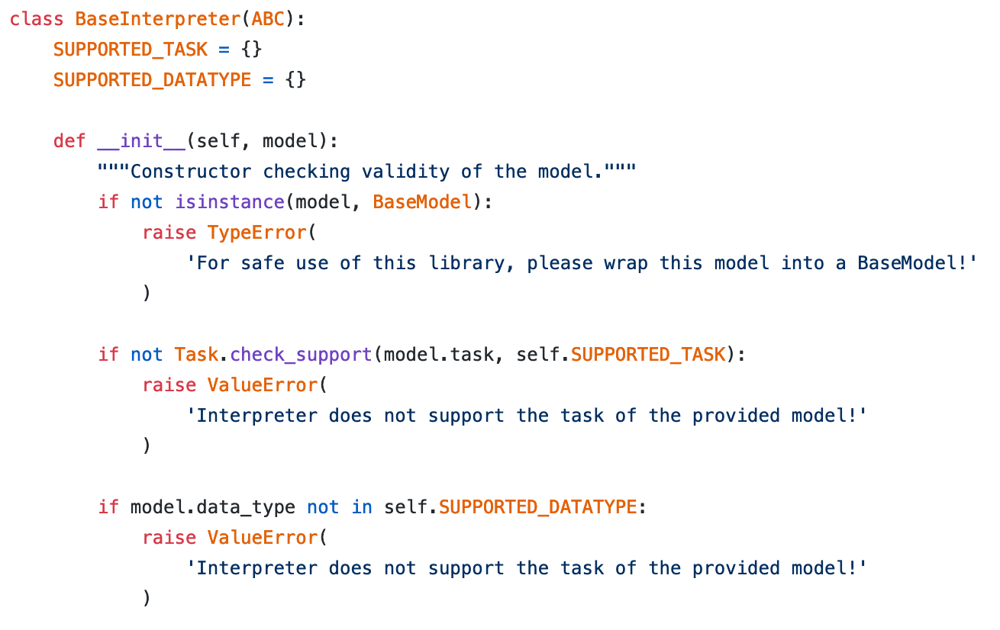 class BaseInterpreter(ABC):
    SUPPORTED_TASK = {}
    SUPPORTED_DATATYPE = {}

    def __init__(self, model):
        """Constructor checking validity of the model."""
        if not isinstance(model, BaseModel):
            raise TypeError(
                'For safe use of this library, please wrap this model into a BaseModel!'
            )

        if not Task.check_support(model.task, self.SUPPORTED_TASK):
            raise ValueError(
                'Interpreter does not support the task of the provided model!'
            )

        if model.data_type not in self.SUPPORTED_DATATYPE:
            raise ValueError(
                'Interpreter does not support the task of the provided model!'
            )